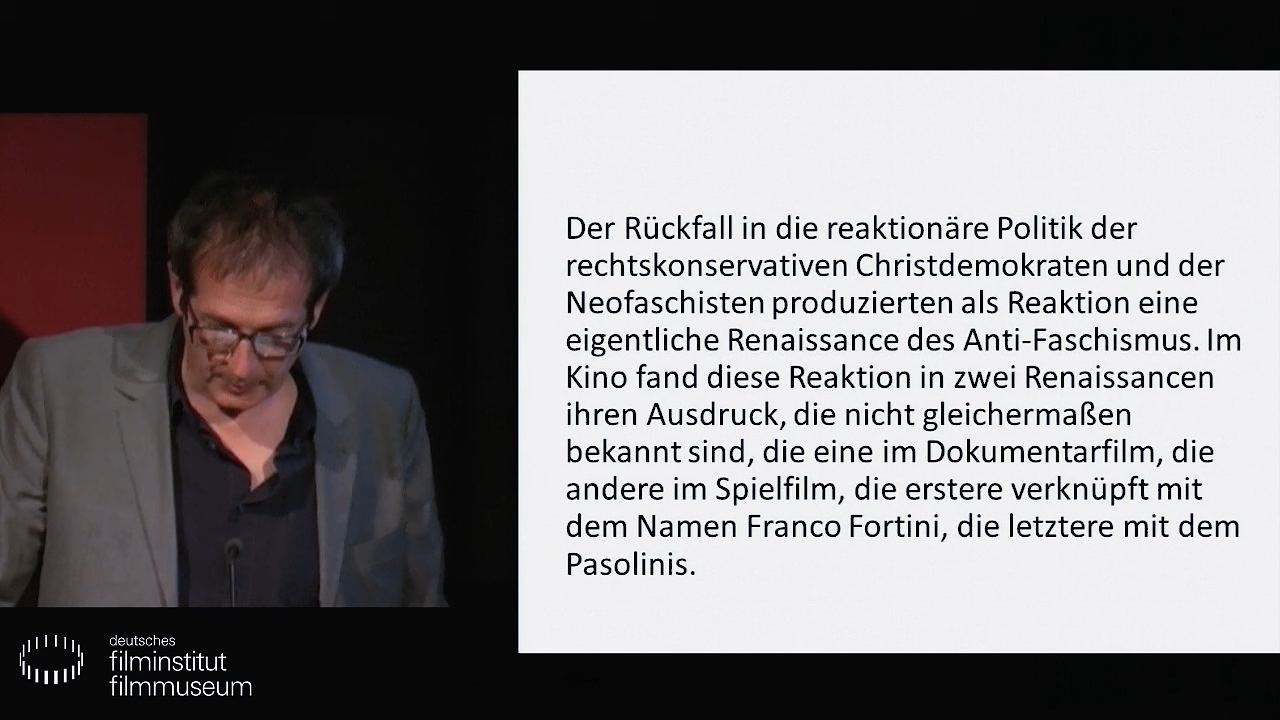 Der Rückfall in die reaktionäre Politik der
rechtskonservativen Christdemokraten und der
Neofaschisten produzierten als Reaktion eine
eigentliche Renaissance des Anti-Faschismus. Im
Kino fand diese Reaktion in zwei Renaissancen
ihren Ausdruck, die nicht gleichermaßen
bekannt sind, die eine im Dokumentarfilm, die
andere im Spielfilm, die erstere verknüpft mit
dem Namen Franco Fortini, die letztere mit dem
Pasolinis.
deutsches
filminstitut
filmmuseum